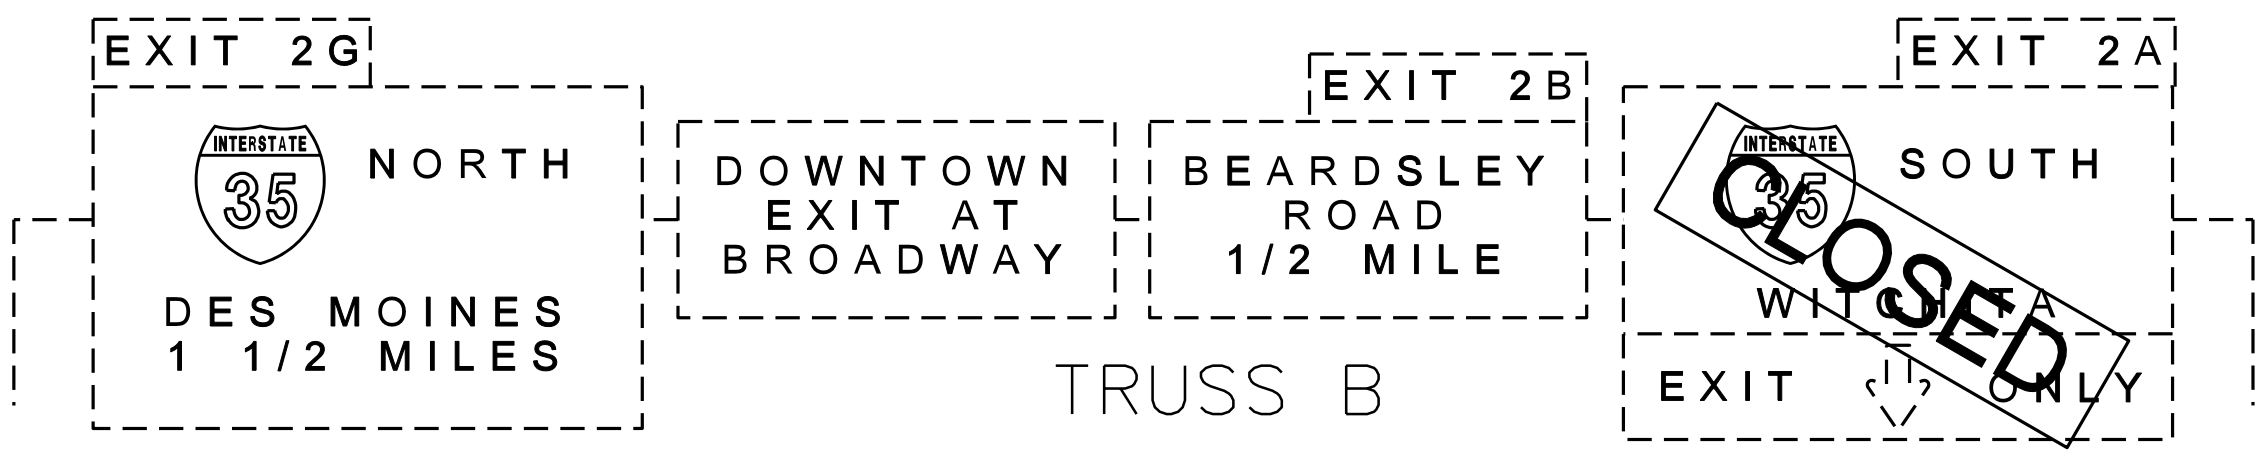 EXIT 2G
INTERSTATE
35
NORTH
DES MOINES
1 1/2 MILES
DOWNTOWN
EXIT AT
BROADWAY
EXIT 2B
BEARDSLEY
ROAD
1/2 MILE
EXIT 2A
INTERSTATE
35
SOUTH
WITCHITA
EXIT ONLY
CLOSED
TRUSS B